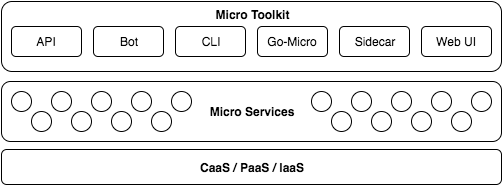 Micro Toolkit
API Bot CLI Go-Micro Sidecar Web UI
Micro Services
CaaS / PaaS / IaaS